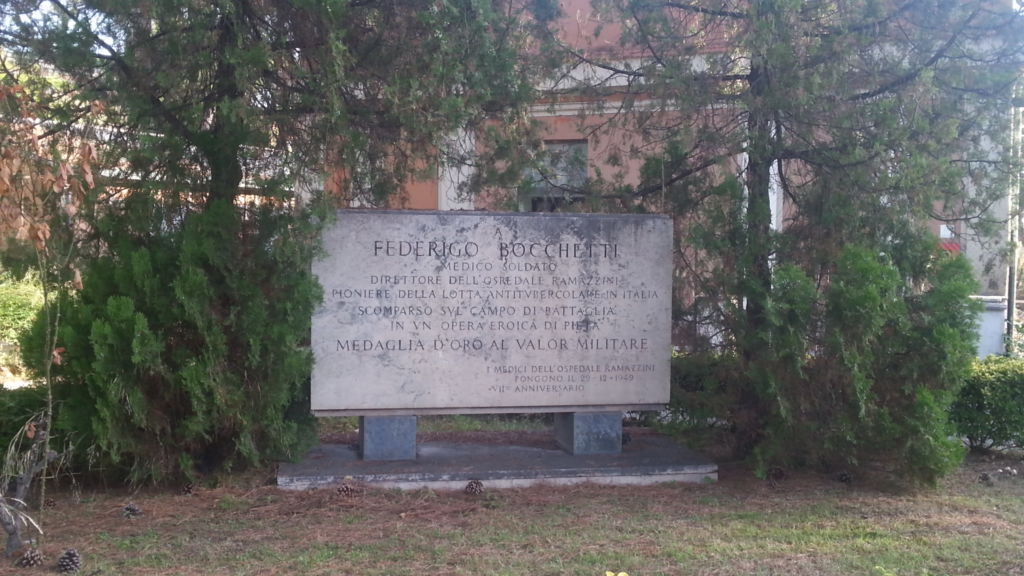 A
FEDERIGO BOCCHETTI
MEDICO SOLDATO
DIRETTORE DELL'OSPEDALE RAMAZZINI
PIONIERE DELLA LOTTA ANTITVBERCOLARE IN ITALIA
SCOMPARSO SVL CAMPO DI BATTAGLIA
IN VN OPERA EROICA DI PIETÀ
MEDAGLIA D'ORO AL VALOR MILITARE
I MEDICI DELL'OSPEDALE RAMAZZINI
PONGONO IL 29-12-1949
VII° ANNIVERSARIO